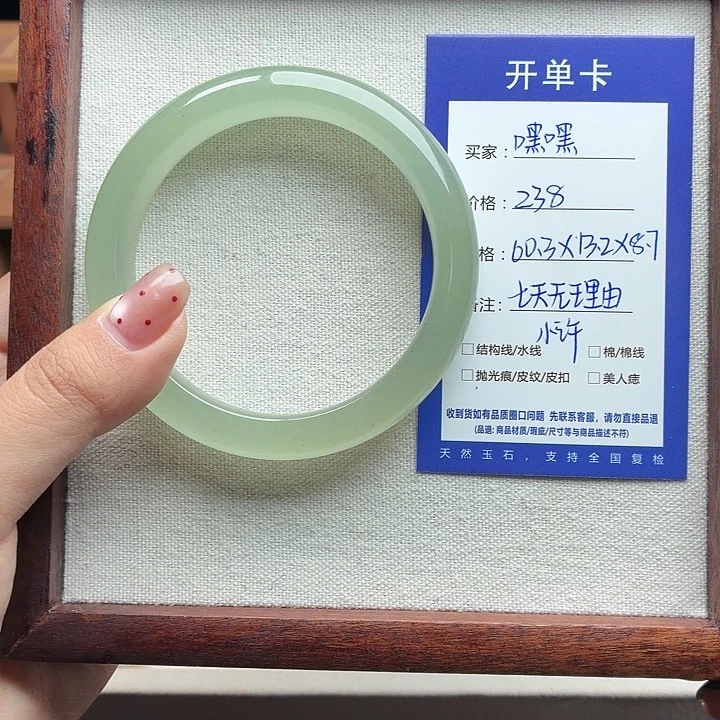 开单卡
买家：嘿嘿
价格：238
格：60.3X13.2X8.7
备注：七天无理由
小许
□结构线/水线 □棉/棉线
□抛光痕/皮纹/皮扣 □美人痣
收到货如有品质圈口问题 先联系客服，请勿直接品退
(品退：商品材质/瑕疵/尺寸等与商品描述不符)
天然玉石，支持全国复检